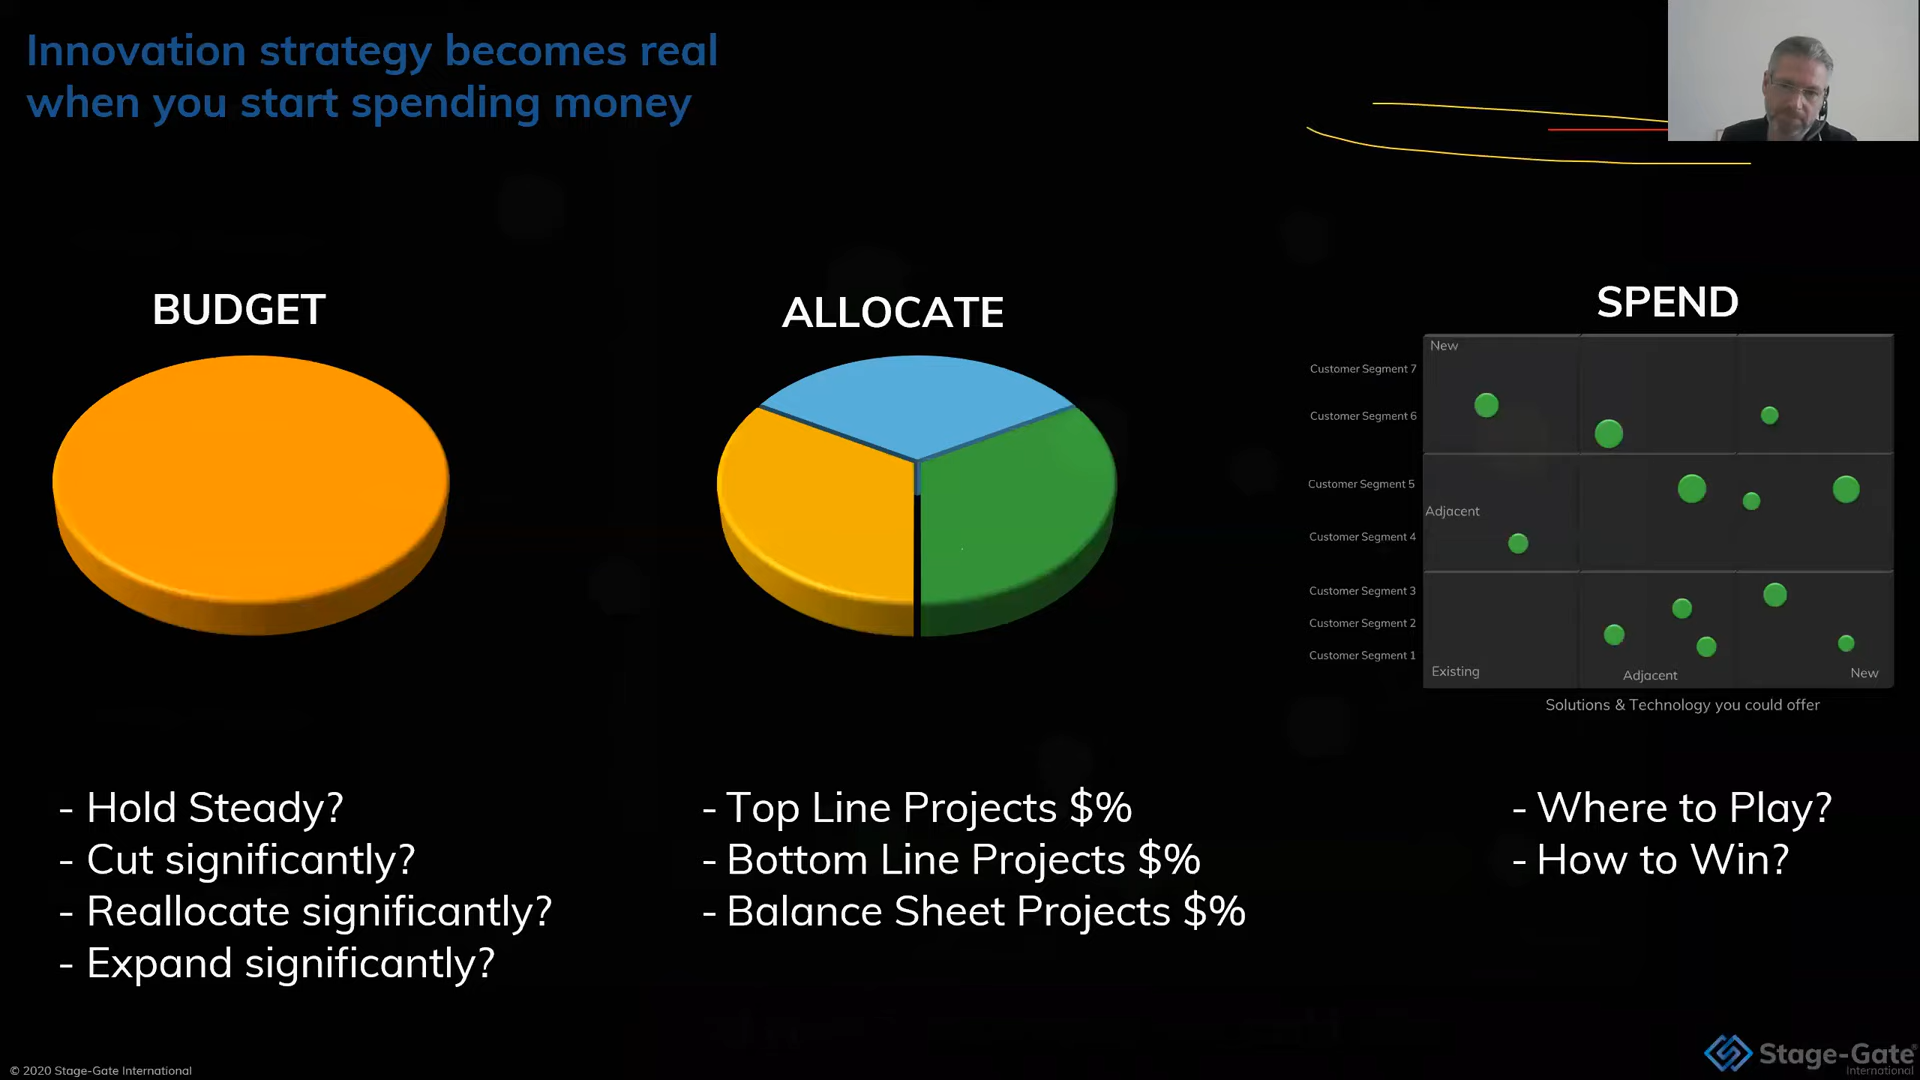 Innovation strategy becomes real
when you start spending money
BUDGET
- Hold Steady?
- Cut significantly?
- Reallocate significantly?
- Expand significantly?
ALLOCATE
- Top Line Projects $%
- Bottom Line Projects $%
- Balance Sheet Projects $%
SPEND
New
Customer Segment 7
Customer Segment 6
Customer Segment 5
Adjacent
Customer Segment 4
Customer Segment 3
Customer Segment 2
Customer Segment 1
Existing
Adjacent
New
Solutions & Technology you could offer
- Where to Play?
- How to Win?
© 2020 Stage-Gate International
Stage-Gate®
International